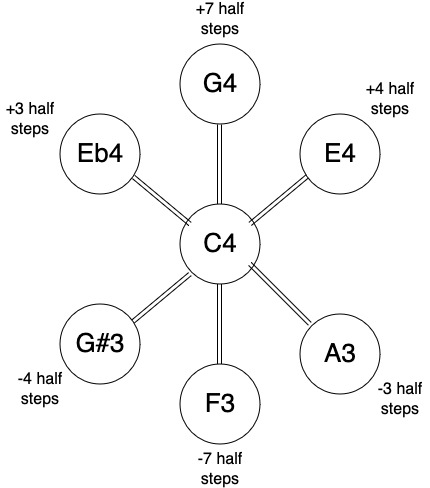 +7 half
steps
G4
+4 half
steps
+3 half
steps
Eb4
E4
C4
G#3
A3
-4 half
steps
-3 half
steps
F3
-7 half
steps